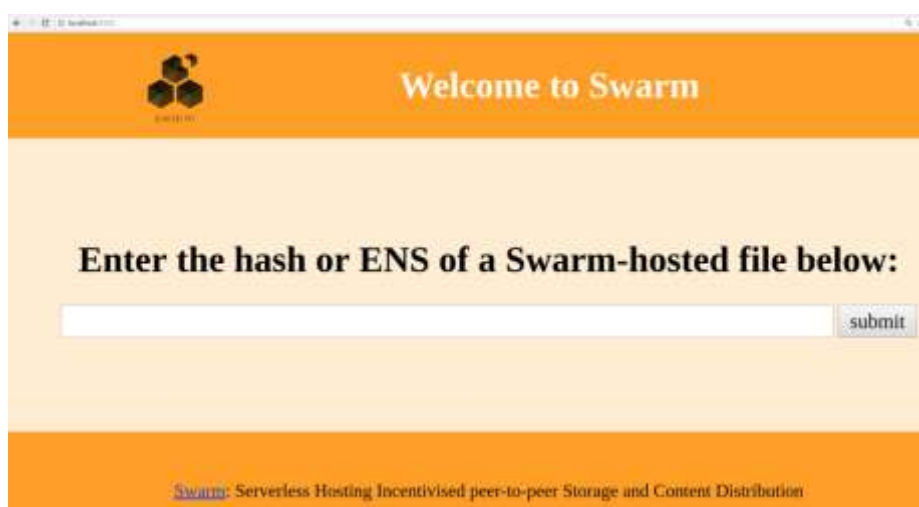 localhost
Welcome to Swarm
Enter the hash or ENS of a Swarm-hosted file below:
submit
Swarm: Serverless Hosting Incentivised peer-to-peer Storage and Content Distribution